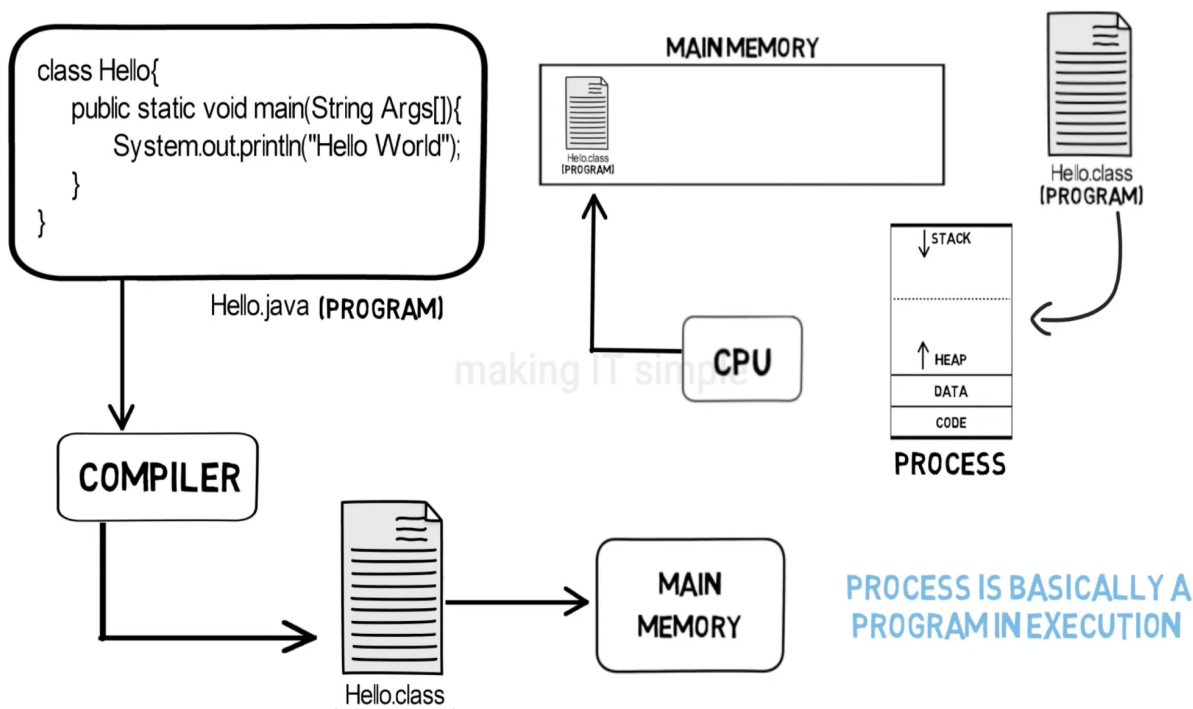 class Hello{
public static void main(String Args[]){
System.out.println("Hello World");
}
}
Hello.java (PROGRAM)
COMPILER
Hello.class
MAIN
MEMORY
MAIN MEMORY
Hello.class
(PROGRAM)
CPU
making IT simple
Hello.class
(PROGRAM)
STACK
HEAP
DATA
CODE
PROCESS
PROCESS IS BASICALLY A
PROGRAM IN EXECUTION